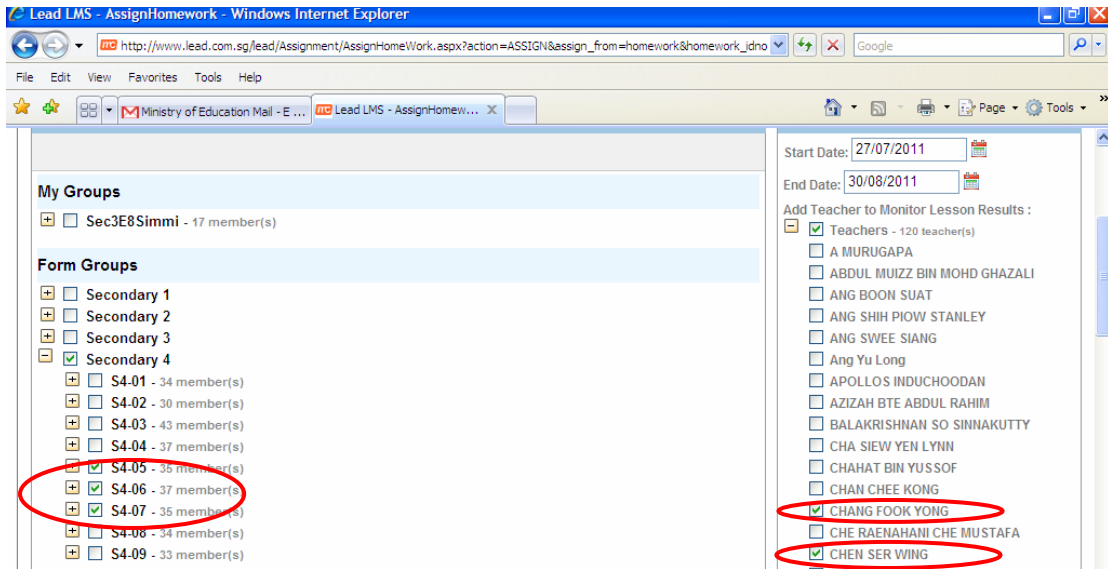 Lead LMS - AssignHomework - Windows Internet Explorer
http://www.lead.com.sg/lead/Assignment/AssignHomeWork.aspx?action=ASSIGN&assign_from=homework&homework_idno
Google
File Edit View Favorites Tools Help
Ministry of Education Mail - E ...
Lead LMS - AssignHomew...
Page
Tools
»
My Groups
Sec3E8Simmi - 17 member(s)
Form Groups
Secondary 1
Secondary 2
Secondary 3
Secondary 4
S4-01 - 34 member(s)
S4-02 - 30 member(s)
S4-03 - 43 member(s)
S4-04 - 37 member(s)
S4-05 - 35 member(s)
S4-06 - 37 member(s)
S4-07 - 35 member(s)
S4-08 - 34 member(s)
S4-09 - 33 member(s)
Start Date: 27/07/2011
End Date: 30/08/2011
Add Teacher to Monitor Lesson Results :
Teachers - 120 teacher(s)
A MURUGAPA
ABDUL MUIZZ BIN MOHD GHAZALI
ANG BOON SUAT
ANG SHIH PIOW STANLEY
ANG SWEE SIANG
Ang Yu Long
APOLLOS INDUCHOODAN
AZIZAH BTE ABDUL RAHIM
BALAKRISHNAN SO SINNAKUTTY
CHA SIEW YEN LYNN
CHAHAT BIN YUSSOF
CHAN CHEE KONG
CHANG FOOK YONG
CHE RAENAHANI CHE MUSTAFA
CHEN SER WING